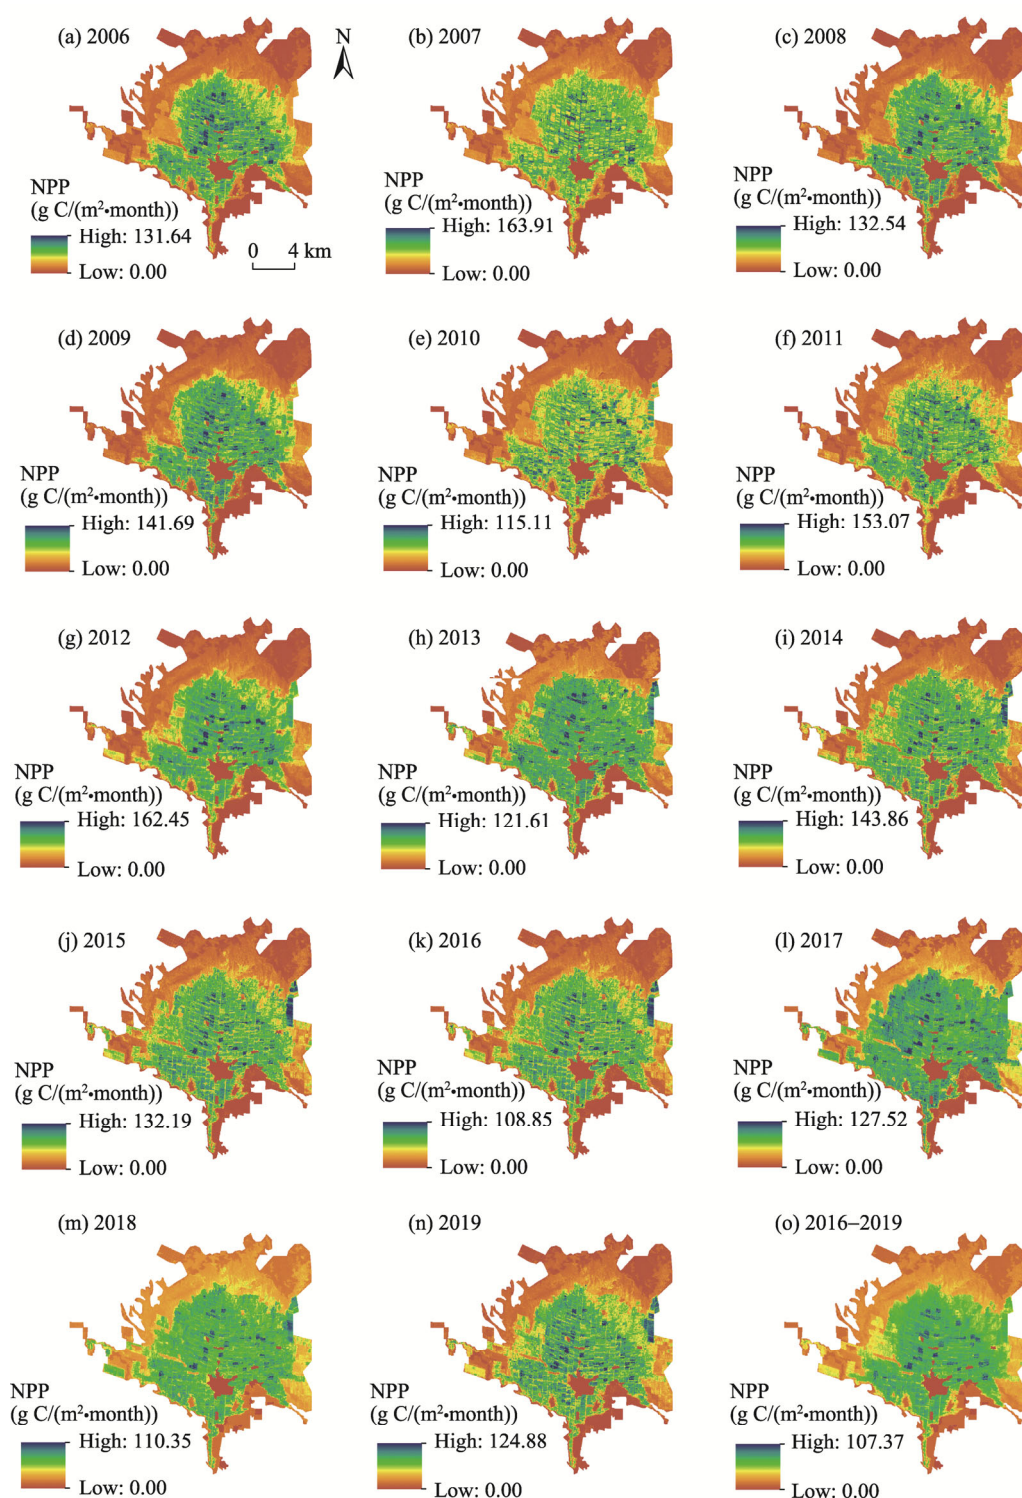 (a) 2006
N
(b) 2007
(c) 2008
NPP
(g C/(m²•month))
High: 131.64
Low: 0.00
0 4 km
NPP
(g C/(m²•month))
High: 163.91
Low: 0.00
NPP
(g C/(m²•month))
High: 132.54
Low: 0.00
(d) 2009
(e) 2010
(f) 2011
NPP
(g C/(m²•month))
High: 141.69
Low: 0.00
NPP
(g C/(m²•month))
High: 115.11
Low: 0.00
NPP
(g C/(m²•month))
High: 153.07
Low: 0.00
(g) 2012
(h) 2013
(i) 2014
NPP
(g C/(m²•month))
High: 162.45
Low: 0.00
NPP
(g C/(m²•month))
High: 121.61
Low: 0.00
NPP
(g C/(m²•month))
High: 143.86
Low: 0.00
(j) 2015
(k) 2016
(l) 2017
NPP
(g C/(m²•month))
High: 132.19
Low: 0.00
NPP
(g C/(m²•month))
High: 108.85
Low: 0.00
NPP
(g C/(m²•month))
High: 127.52
Low: 0.00
(m) 2018
(n) 2019
(o) 2016–2019
NPP
(g C/(m²•month))
High: 110.35
Low: 0.00
NPP
(g C/(m²•month))
High: 124.88
Low: 0.00
NPP
(g C/(m²•month))
High: 107.37
Low: 0.00